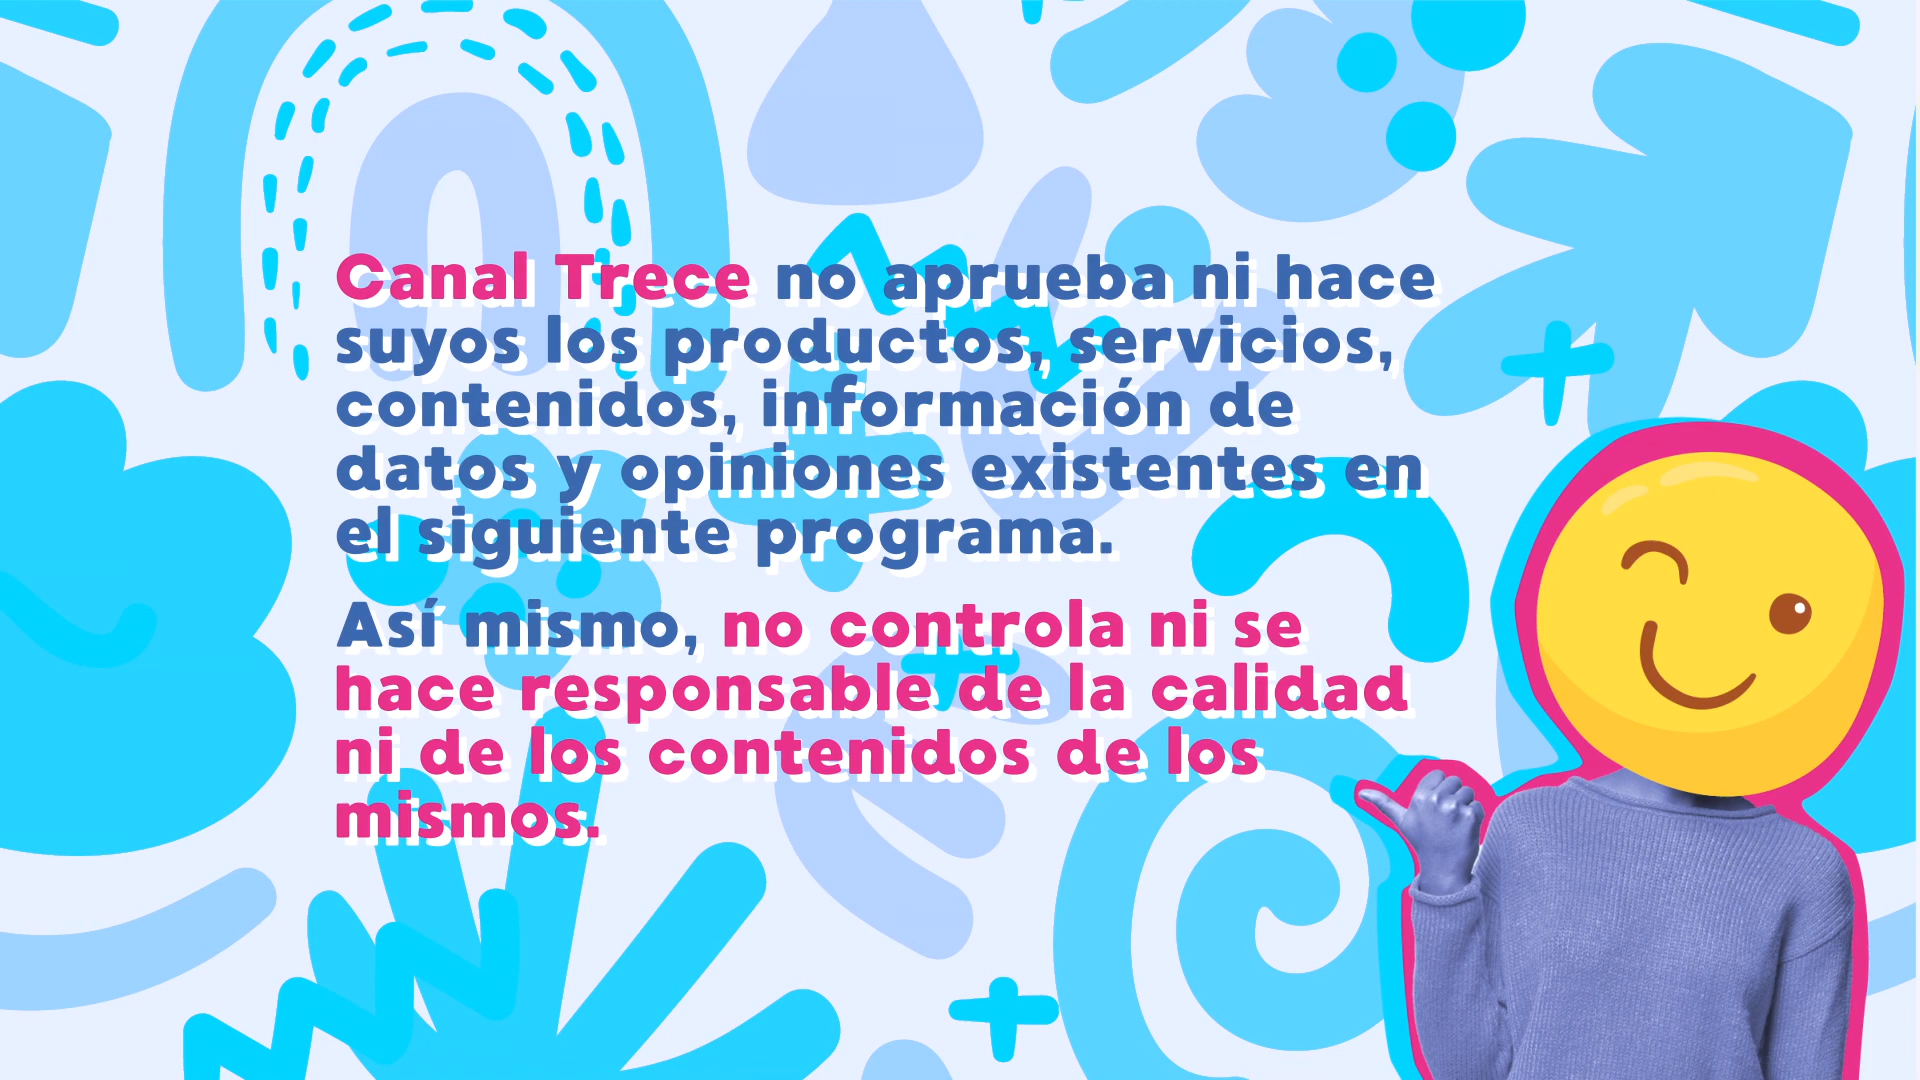 Canal Trece no aprueba ni hace
suyos los productos, servicios,
contenidos, información de
datos y opiniones existentes en
el siguiente programa.
Así mismo, no controla ni se
hace responsable de la calidad
ni de los contenidos de los
mismos.